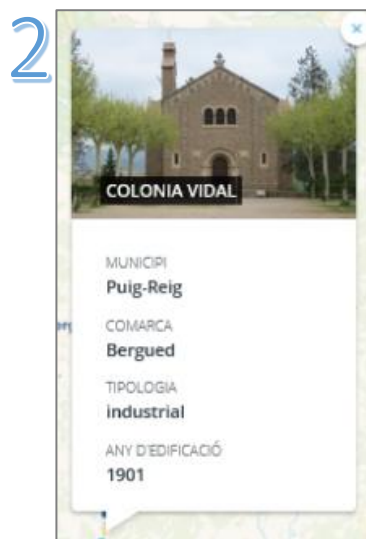 2
COLONIA VIDAL
MUNICIPI
Puig-Reig
COMARCA
Bergued
TIPOLOGIA
industrial
ANY D'EDIFICACIÓ
1901